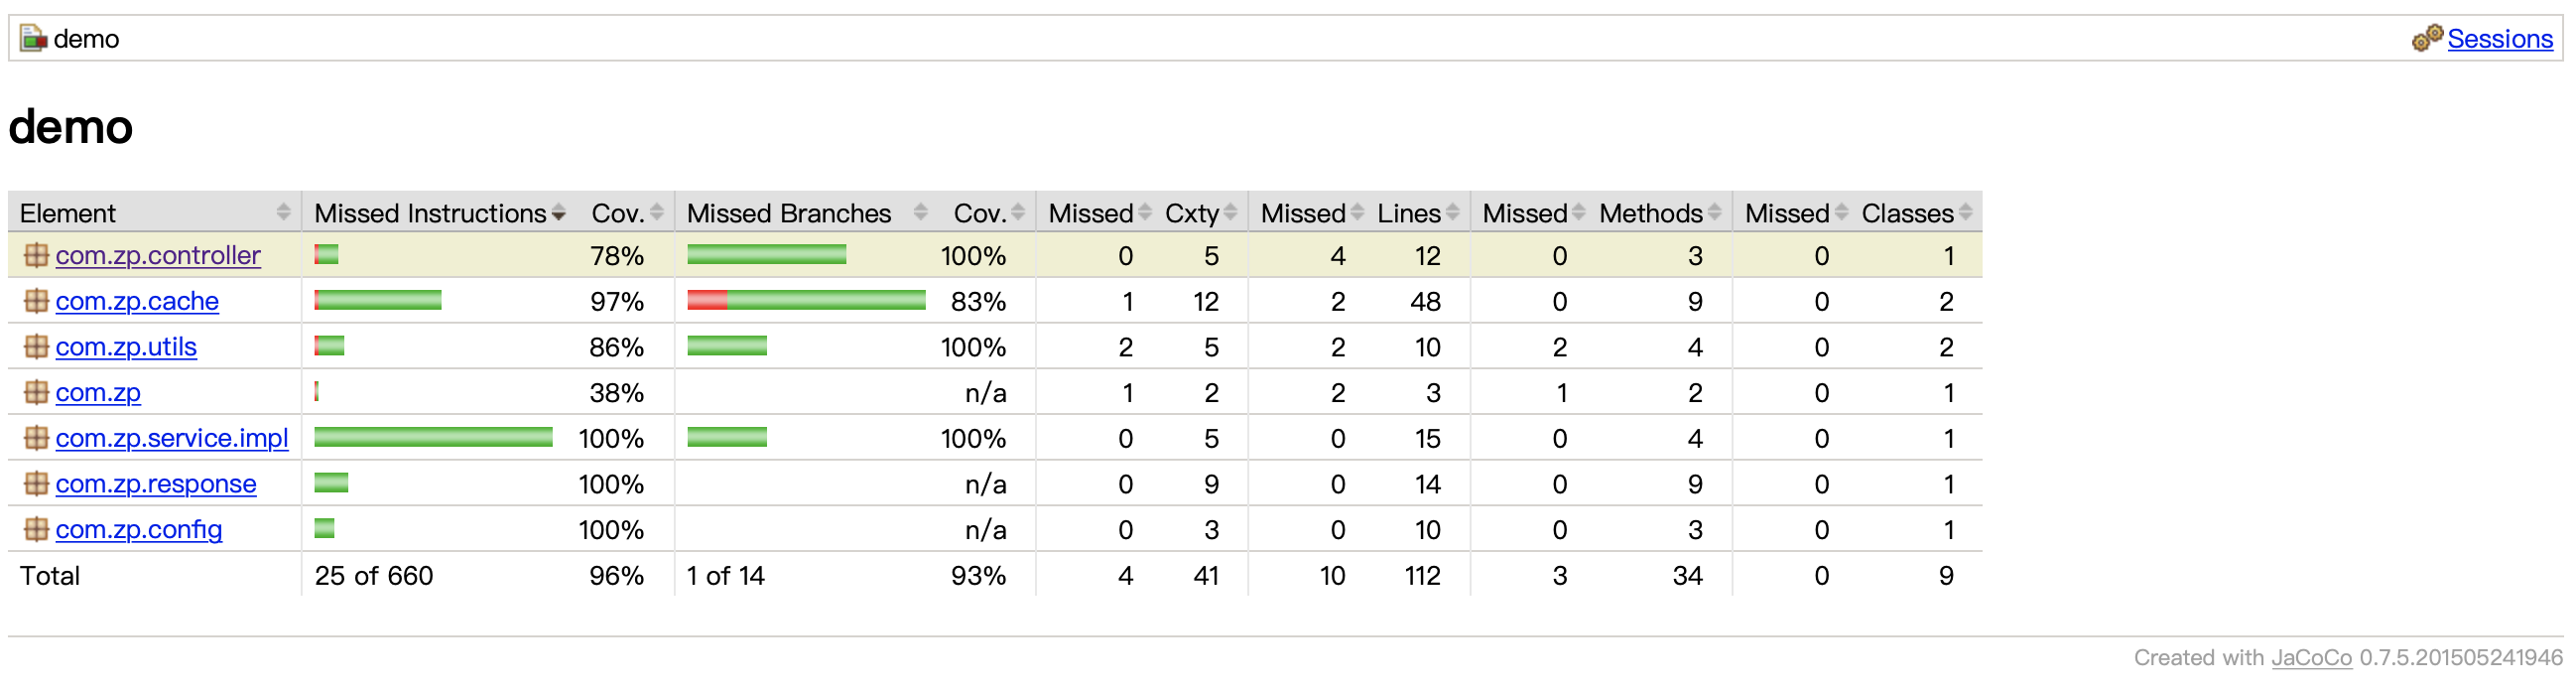 demo Sessions
demo
Element Missed Instructions Cov. Missed Branches Cov. Missed Cxty Missed Lines Missed Methods Missed Classes
com.zp.controller 78% 100% 0 5 4 12 0 3 0 1
com.zp.cache 97% 83% 1 12 2 48 0 9 0 2
com.zp.utils 86% 100% 2 5 2 10 2 4 0 2
com.zp 38% n/a 1 2 2 3 1 2 0 1
com.zp.service.impl 100% 100% 0 5 0 15 0 4 0 1
com.zp.response 100% n/a 0 9 0 14 0 9 0 1
com.zp.config 100% n/a 0 3 0 10 0 3 0 1
Total 25 of 660 96% 1 of 14 93% 4 41 10 112 3 34 0 9
Created with JaCoCo 0.7.5.201505241946